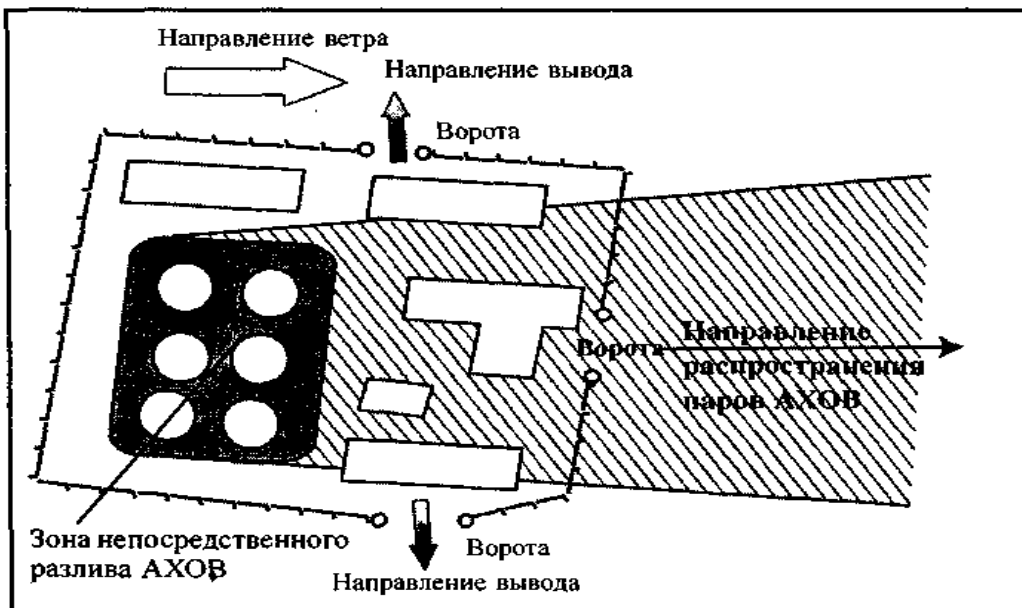 Направление ветра
Направление вывода
Ворота
Ворота
Направление
распространения
паров АХОВ
Зона непосредственного
разлива АХОВ
Ворота
Направление вывода